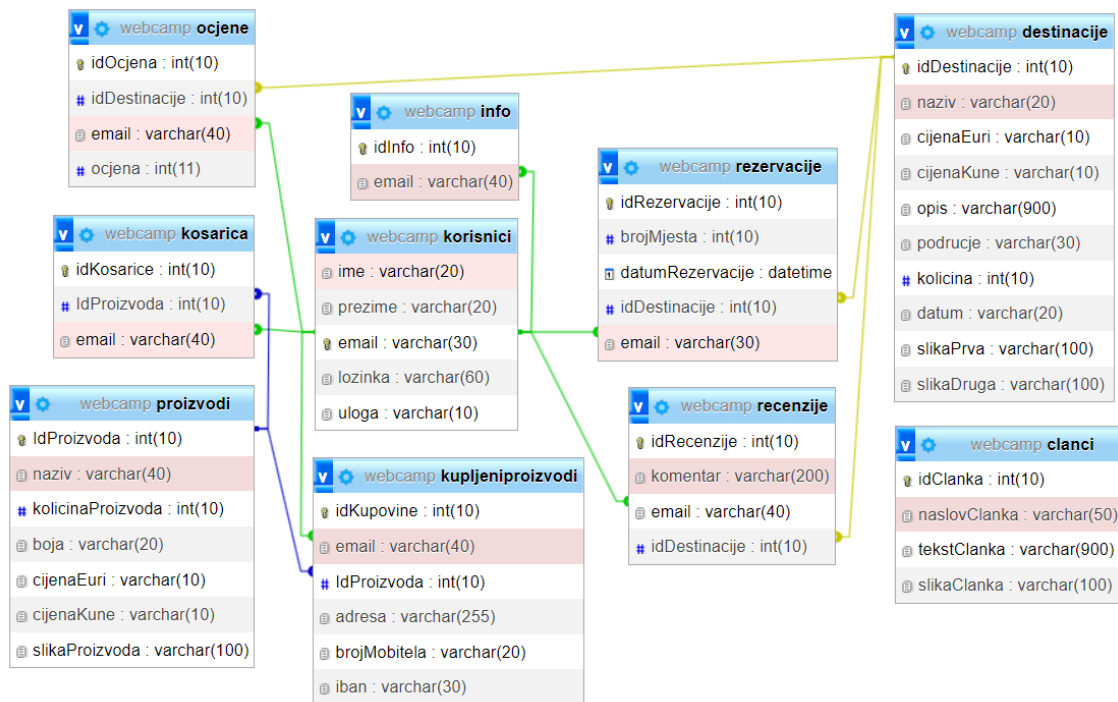 webcamp ocjene
idOcjena : int(10)
idDestinacije : int(10)
email : varchar(40)
ocjena : int(11)
webcamp info
idInfo : int(10)
email : varchar(40)
webcamp destinacije
idDestinacije : int(10)
naziv : varchar(20)
cijenaEuri : varchar(10)
cijenaKune : varchar(10)
opis : varchar(900)
podrucje : varchar(30)
kolicina : int(10)
datum : varchar(20)
slikaPrva : varchar(100)
slikaDruga : varchar(100)
webcamp rezervacije
idRezervacije : int(10)
brojMjesta : int(10)
datumRezervacije : datetime
idDestinacije : int(10)
email : varchar(30)
webcamp kosarica
idKosarice : int(10)
IdProizvoda : int(10)
email : varchar(40)
webcamp korisnici
ime : varchar(20)
prezime : varchar(20)
email : varchar(30)
lozinka : varchar(60)
uloga : varchar(10)
webcamp proizvodi
IdProizvoda : int(10)
naziv : varchar(40)
kolicinaProizvoda : int(10)
boja : varchar(20)
cijenaEuri : varchar(10)
cijenaKune : varchar(10)
slikaProizvoda : varchar(100)
webcamp kupljeniproizvodi
idKupovine : int(10)
email : varchar(40)
IdProizvoda : int(10)
adresa : varchar(255)
brojMobitela : varchar(20)
iban : varchar(30)
webcamp recenzije
idRecenzije : int(10)
komentar : varchar(200)
email : varchar(40)
idDestinacije : int(10)
webcamp clanci
idClanka : int(10)
naslovClanka : varchar(50)
tekstClanka : varchar(900)
slikaClanka : varchar(100)